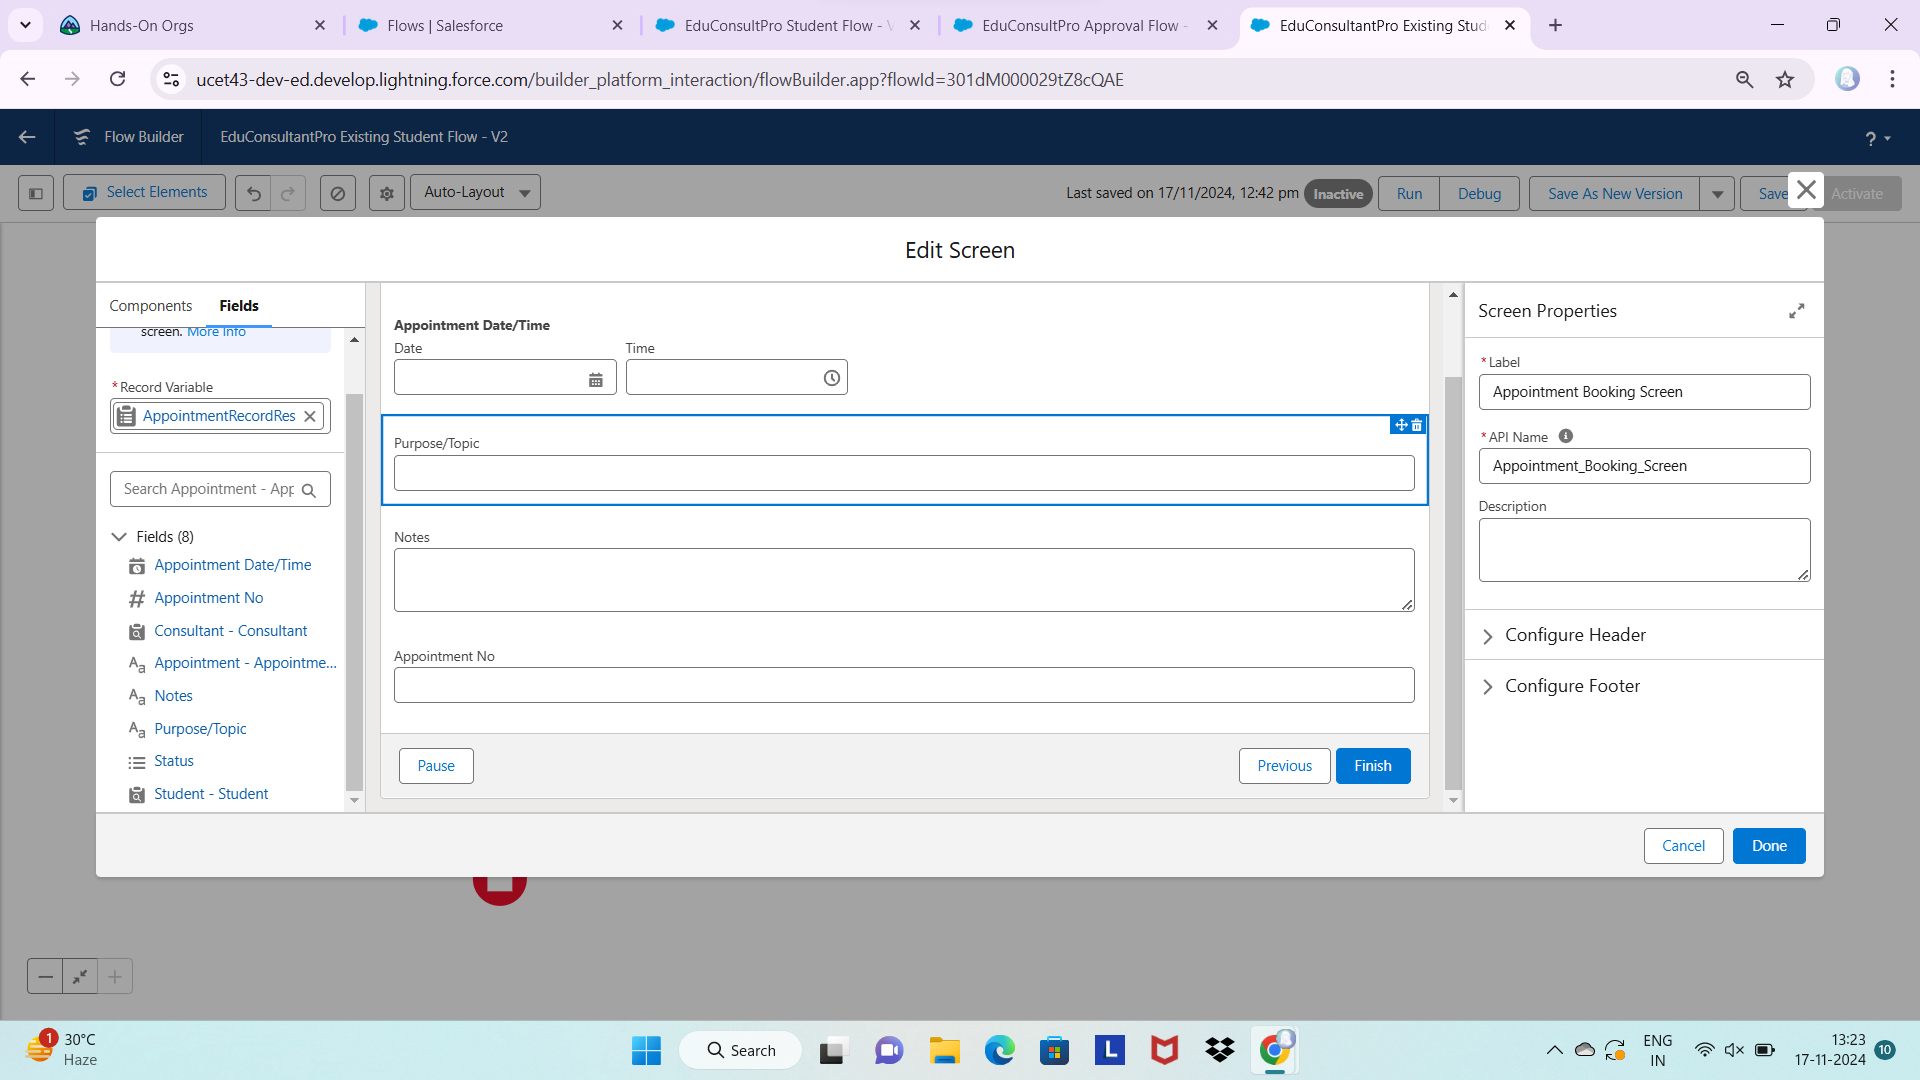 Hands-On Orgs
Flows | Salesforce
EduConsultPro Student Flow - V
EduConsultPro Approval Flow -
EduConsultantPro Existing Stud
ucet43-dev-ed.develop.lightning.force.com/builder_platform_interaction/flowBuilder.app?flowId=301dM000029tZ8cQAE
Flow Builder
EduConsultantPro Existing Student Flow - V2
?
Select Elements
Auto-Layout
Last saved on 17/11/2024, 12:42 pm
Inactive
Run
Debug
Save As New Version
Save
Activate
Edit Screen
Components
Fields
screen. More Info
*Record Variable
AppointmentRecordRes
Search Appointment - App
Fields (8)
Appointment Date/Time
Appointment No
Consultant - Consultant
Appointment - Appointme...
Notes
Purpose/Topic
Status
Student - Student
Appointment Date/Time
Date
Time
Purpose/Topic
Notes
Appointment No
Pause
Previous
Finish
Screen Properties
*Label
Appointment Booking Screen
*API Name
Appointment_Booking_Screen
Description
Configure Header
Configure Footer
Cancel
Done
1
30°C
Haze
Search
L
ENG
IN
13:23
17-11-2024
10